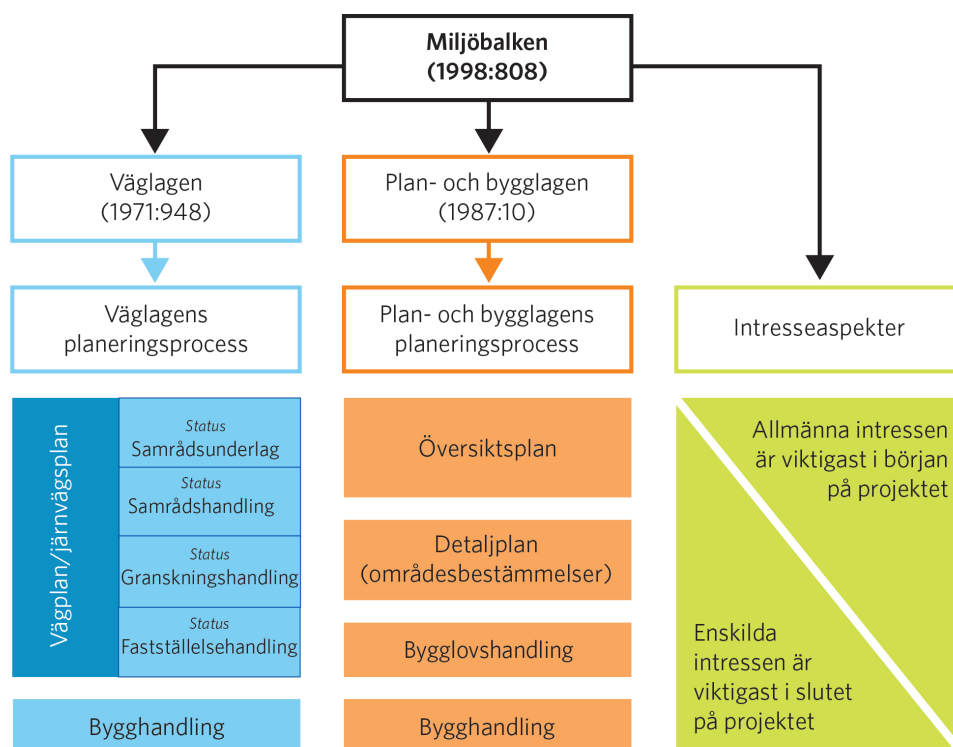 Miljöbalken
(1998:808)
Väglagen
(1971:948)
Plan- och bygglagen
(1987:10)
Väglagens
planeringsprocess
Plan- och bygglagens
planeringsprocess
Intresseaspekter
Vägplan/järnvägsplan
Status
Samrådsunderlag
Status
Samrådshandling
Status
Granskningshandling
Status
Fastställelsehandling
Bygghandling
Översiktsplan
Detaljplan
(områdesbestämmelser)
Bygglovshandling
Bygghandling
Allmänna intressen
är viktigast i början
på projektet
Enskilda
intressen är
viktigast i slutet
på projektet